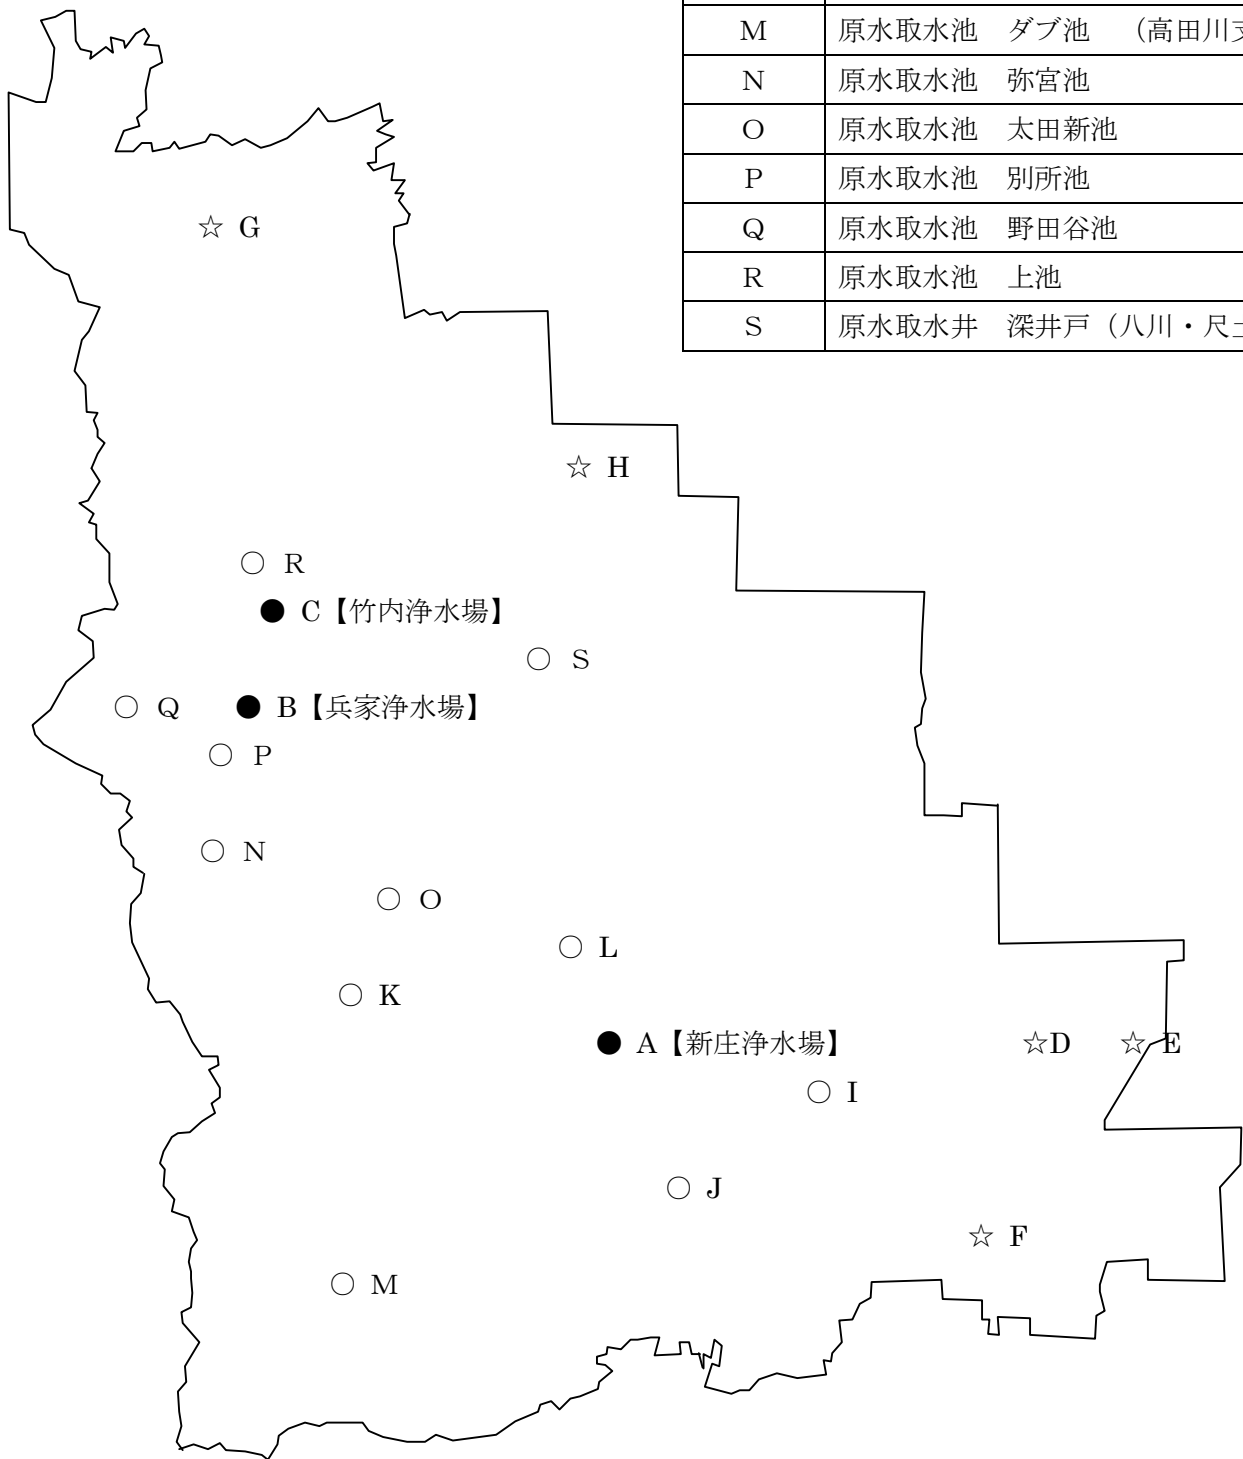 M 原水取水池 ダブ池 （高田川
N 原水取水池 弥宮池
O 原水取水池 太田新池
P 原水取水池 別所池
Q 原水取水池 野田谷池
R 原水取水池 上池
S 原水取水井 深井戸（八川・尺
☆ G
☆ H
○ R
● C【竹内浄水場】
○ S
○ Q ● B【兵家浄水場】
○ P
○ N
○ O
○ L
○ K
● A【新庄浄水場】 ☆D ☆ E
○ I
○ J
☆ F
○ M